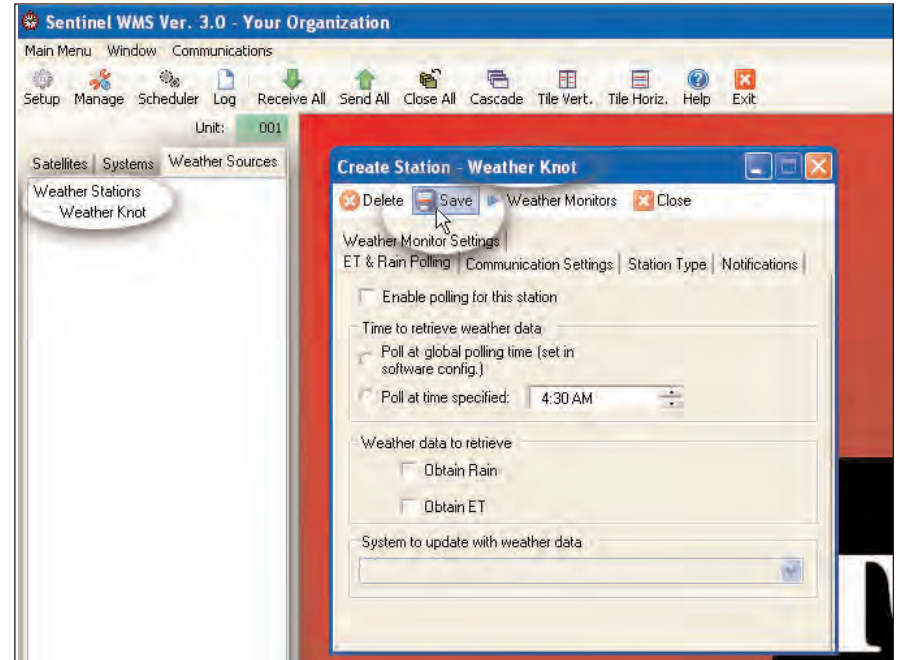 Sentinel WMS Ver. 3.0 - Your Organization
Main Menu Window Communications
Setup Manage Scheduler Log Receive All Send All Close All Cascade Tile Vert. Tile Horiz. Help Exit
Unit: 001
Satellites Systems Weather Sources
Weather Stations
Weather Knot
Create Station - Weather Knot
Delete Save Weather Monitors Close
Weather Monitor Settings
ET & Rain Polling Communication Settings Station Type Notifications
Enable polling for this station
Time to retrieve weather data
Poll at global polling time (set in
software config.)
Poll at time specified: 4:30 AM
Weather data to retrieve
Obtain Rain
Obtain ET
System to update with weather data